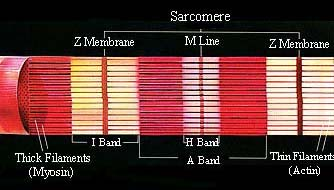 Sarcomere
Z Membrane M Line Z Membrane
I Band H Band
A Band
Thick Filaments
(Myosin)
Thin Filaments
(Actin)